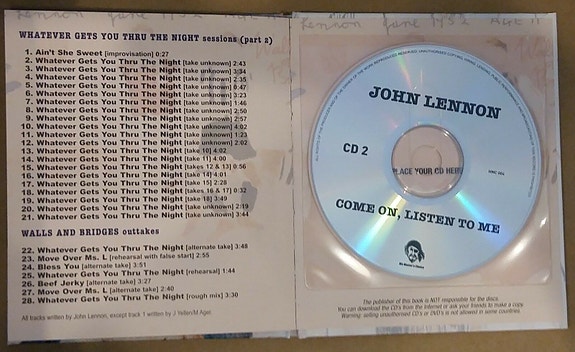 Lennon June 1952 AGE 11
WHATEVER GETS YOU THRU THE NIGHT sessions (part 2)
1. Ain't She Sweet [improvisation] 0:27
2. Whatever Gets You Thru The Night [take unknown] 2:43
3. Whatever Gets You Thru The Night [take unknown] 3:34
4. Whatever Gets You Thru The Night [take unknown] 2:35
5. Whatever Gets You Thru The Night [take unknown] 6:47
6. Whatever Gets You Thru The Night [take unknown] 3:23
7. Whatever Gets You Thru The Night [take unknown] 1:46
8. Whatever Gets You Thru The Night [take unknown] 2:50
9. Whatever Gets You Thru The Night [take unknown] 2:57
10. Whatever Gets You Thru The Night [take unknown] 4:02
11. Whatever Gets You Thru The Night [take unknown] 1:23
12. Whatever Gets You Thru The Night [take unknown] 2:02
13. Whatever Gets You Thru The Night [take 10] 4:02
14. Whatever Gets You Thru The Night [take 11] 4:00
15. Whatever Gets You Thru The Night [takes 12 & 13] 0:56
16. Whatever Gets You Thru The Night [take 14] 4:01
17. Whatever Gets You Thru The Night [take 15] 2:28
18. Whatever Gets You Thru The Night [takes 16 & 17] 0:32
19. Whatever Gets You Thru The Night [take 18] 3:49
20. Whatever Gets You Thru The Night [take unknown] 2:19
21. Whatever Gets You Thru The Night [take unknown] 3:44
WALLS AND BRIDGES outtakes
22. Whatever Gets You Thru The Night [alternate take] 3:48
23. Move Over Ms. L [rehearsal with false start] 2:55
24. Bless You [alternate take] 3:51
25. Whatever Gets You Thru The Night [rehearsal] 1:44
26. Beef Jerky [alternate take] 3:27
27. Move Over Ms. L [alternate take] 2:40
28. Whatever Gets You Thru The Night [rough mix] 3:30
All tracks written by John Lennon, except track 1 written by J Yellen/M Ager.
JOHN LENNON
CD 2
PLACE YOUR CD HERE
COME ON, LISTEN TO ME
The publisher of this book is NOT responsible for the discs.
You can download the CD's from the internet or ask your friends to make a copy.
Warning: selling unauthorised CD's or DVD's is not allowed in some countries.